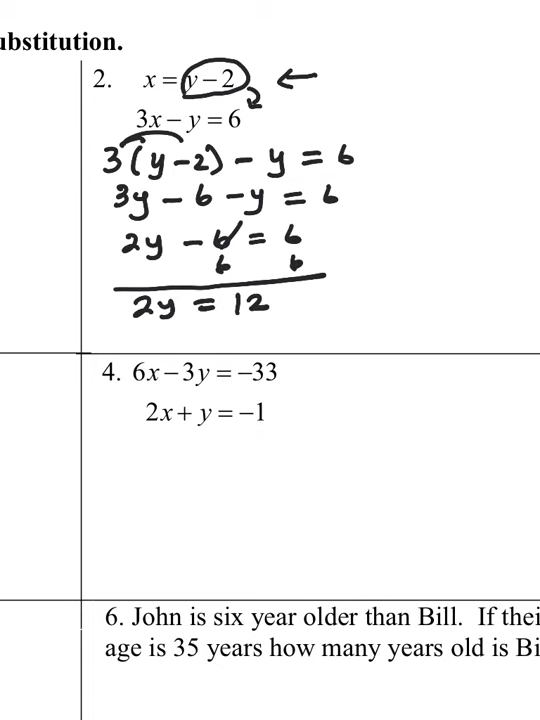 ubstitution.
2. x = y − 2 ←
3x − y = 6
3(y − 2) − y = 6
3y − 6 − y = 6
2y − 6 = 6
6 6
2y = 12
4. 6x − 3y = −33
2x + y = −1
6. John is six year older than Bill. If thei
age is 35 years how many years old is Bi